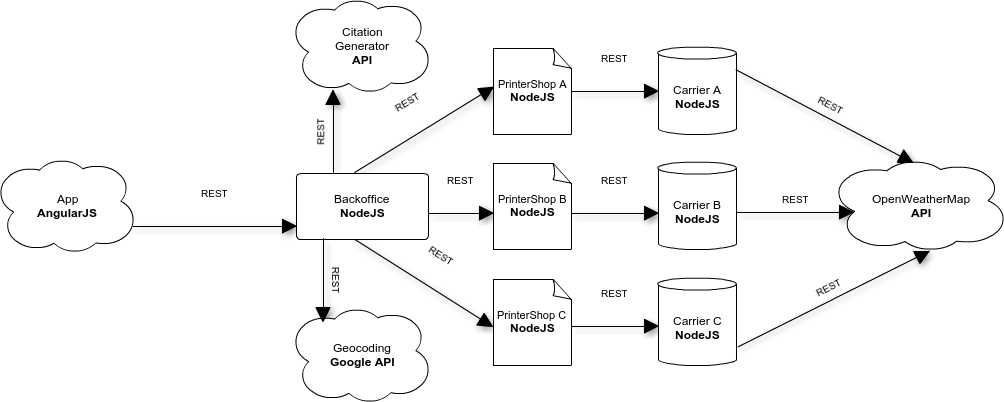 Citation
Generator
API
REST
REST
REST
PrinterShop A
NodeJS
REST
Carrier A
NodeJS
REST
App
AngularJS
REST
Backoffice
NodeJS
REST
PrinterShop B
NodeJS
REST
Carrier B
NodeJS
REST
OpenWeatherMap
API
REST
PrinterShop C
NodeJS
REST
Carrier C
NodeJS
REST
Geocoding
Google API